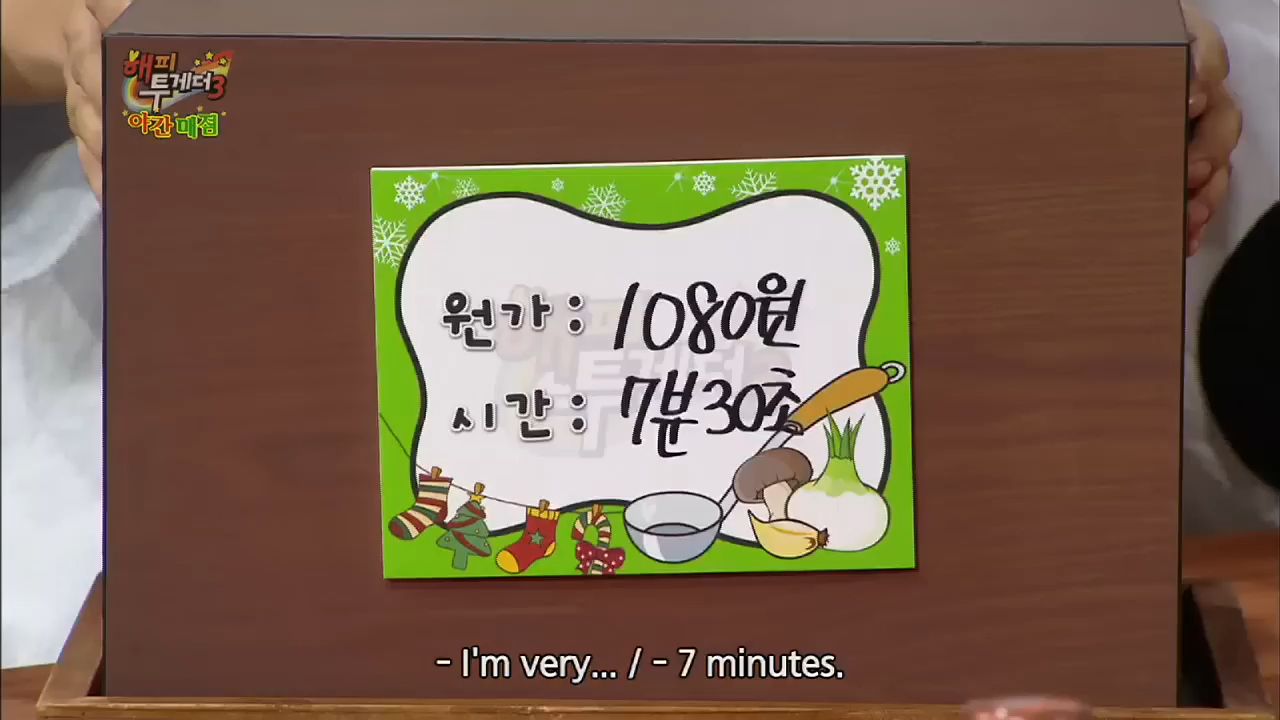 해피
투게더3
야간매점
원가 : 1080원
시간 : 7분 30초
- I'm very... / - 7 minutes.